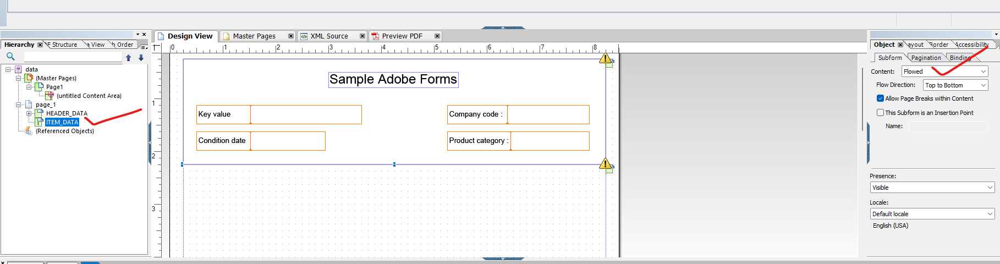 Design View
Master Pages
XML Source
Preview PDF
Hierarchy
F Structure
a View
b Order
data
(Master Pages)
Page1
(untitled Content Area)
page_1
HEADER_DATA
ITEM_DATA
(Referenced Objects)
0 1 2 3 4 5 6 7 8
1
2
3
Sample Adobe Forms
Key value
Company code :
Condition date
Product category :
Object
ayout
Border
Accessibility
Subform
Pagination
Binding
Content: Flowed
Flow Direction: Top to Bottom
Allow Page Breaks within Content
This Subform is an Insertion Point
Name:
Presence:
Visible
Locale:
Default locale
English (USA)